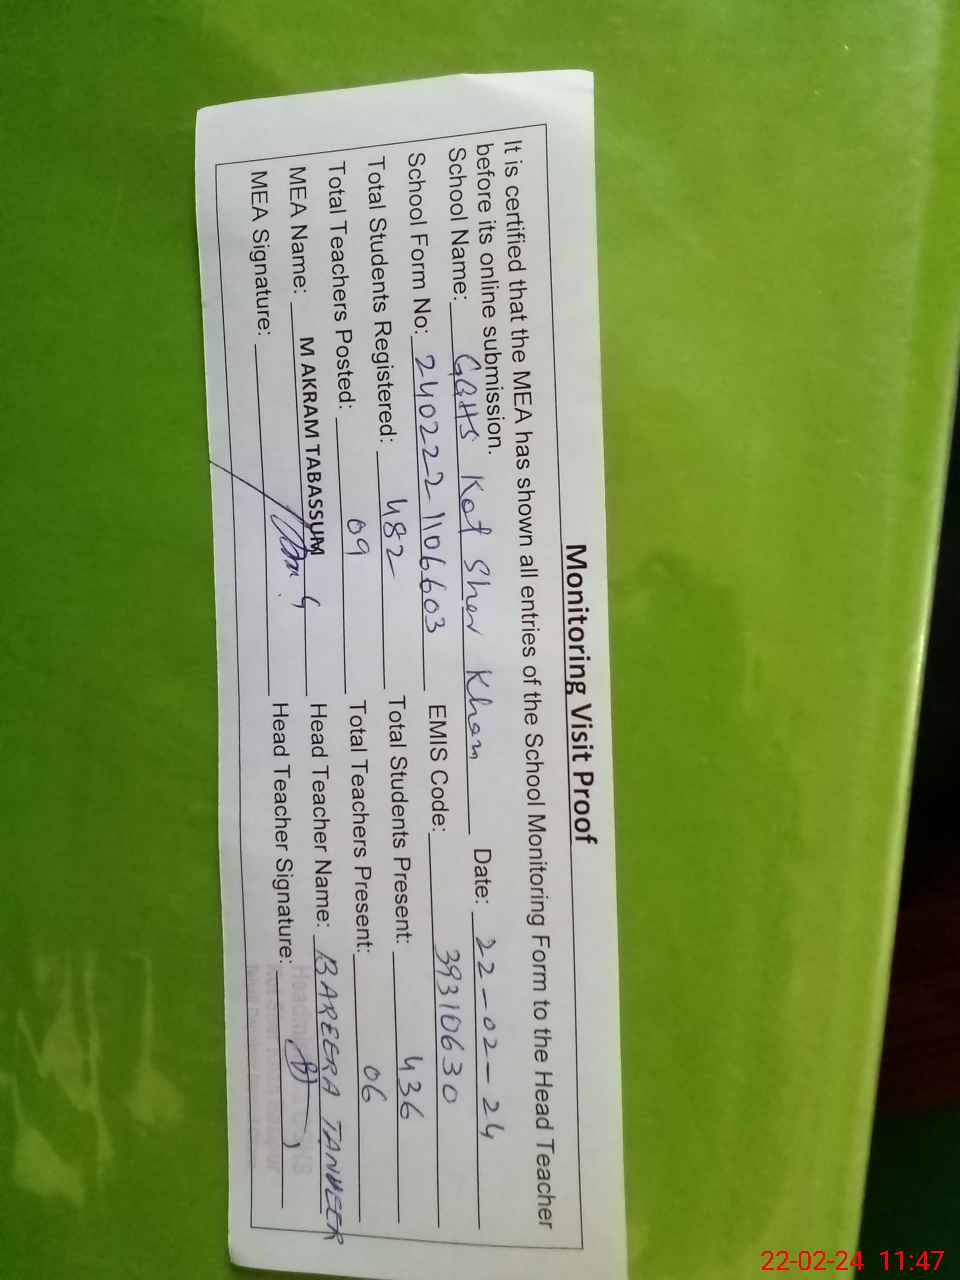 Monitoring Visit Proof
It is certified that the MEA has shown all entries of the School Monitoring Form to the Head Teacher
before its online submission.
School Name: GGHS Kot Sher Khan Date: 22-02-24
School Form No: 240222 1106603 EMIS Code: 39310630
Total Students Registered: 482 Total Students Present: 436
Total Teachers Posted: 09 Total Teachers Present: 06
MEA Name: M AKRAM TABASSUM Head Teacher Name: BAREERA TANVEER
MEA Signature: Head Teacher Signature:
22-02-24 11:47